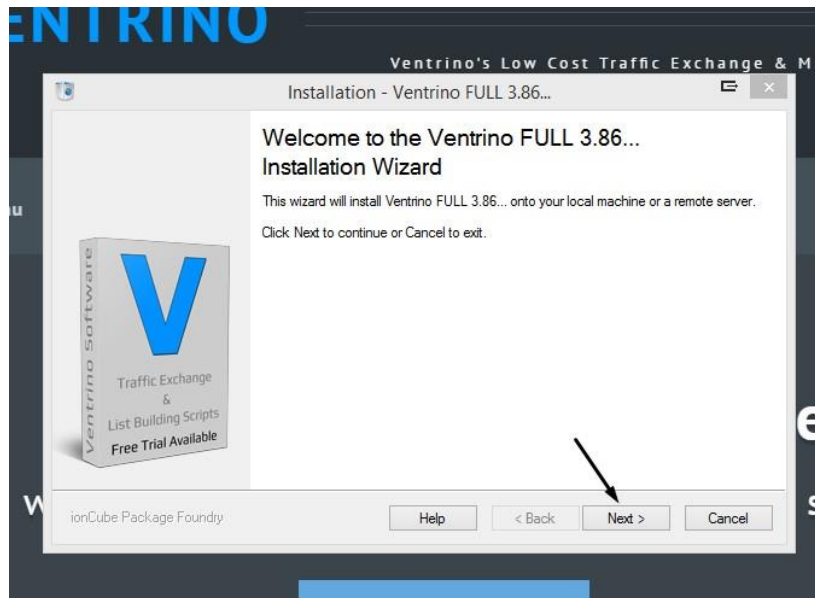 ENTRINO
Ventrino's Low Cost Traffic Exchange & M
Installation - Ventrino FULL 3.86...
Welcome to the Ventrino FULL 3.86...
Installation Wizard
This wizard will install Ventrino FULL 3.86... onto your local machine or a remote server.
Click Next to continue or Cancel to exit.
u
Ventrino Software
V
Traffic Exchange
&
List Building Scripts
Free Trial Available
e
w
s
ionCube Package Foundry
Help
< Back
Next >
Cancel